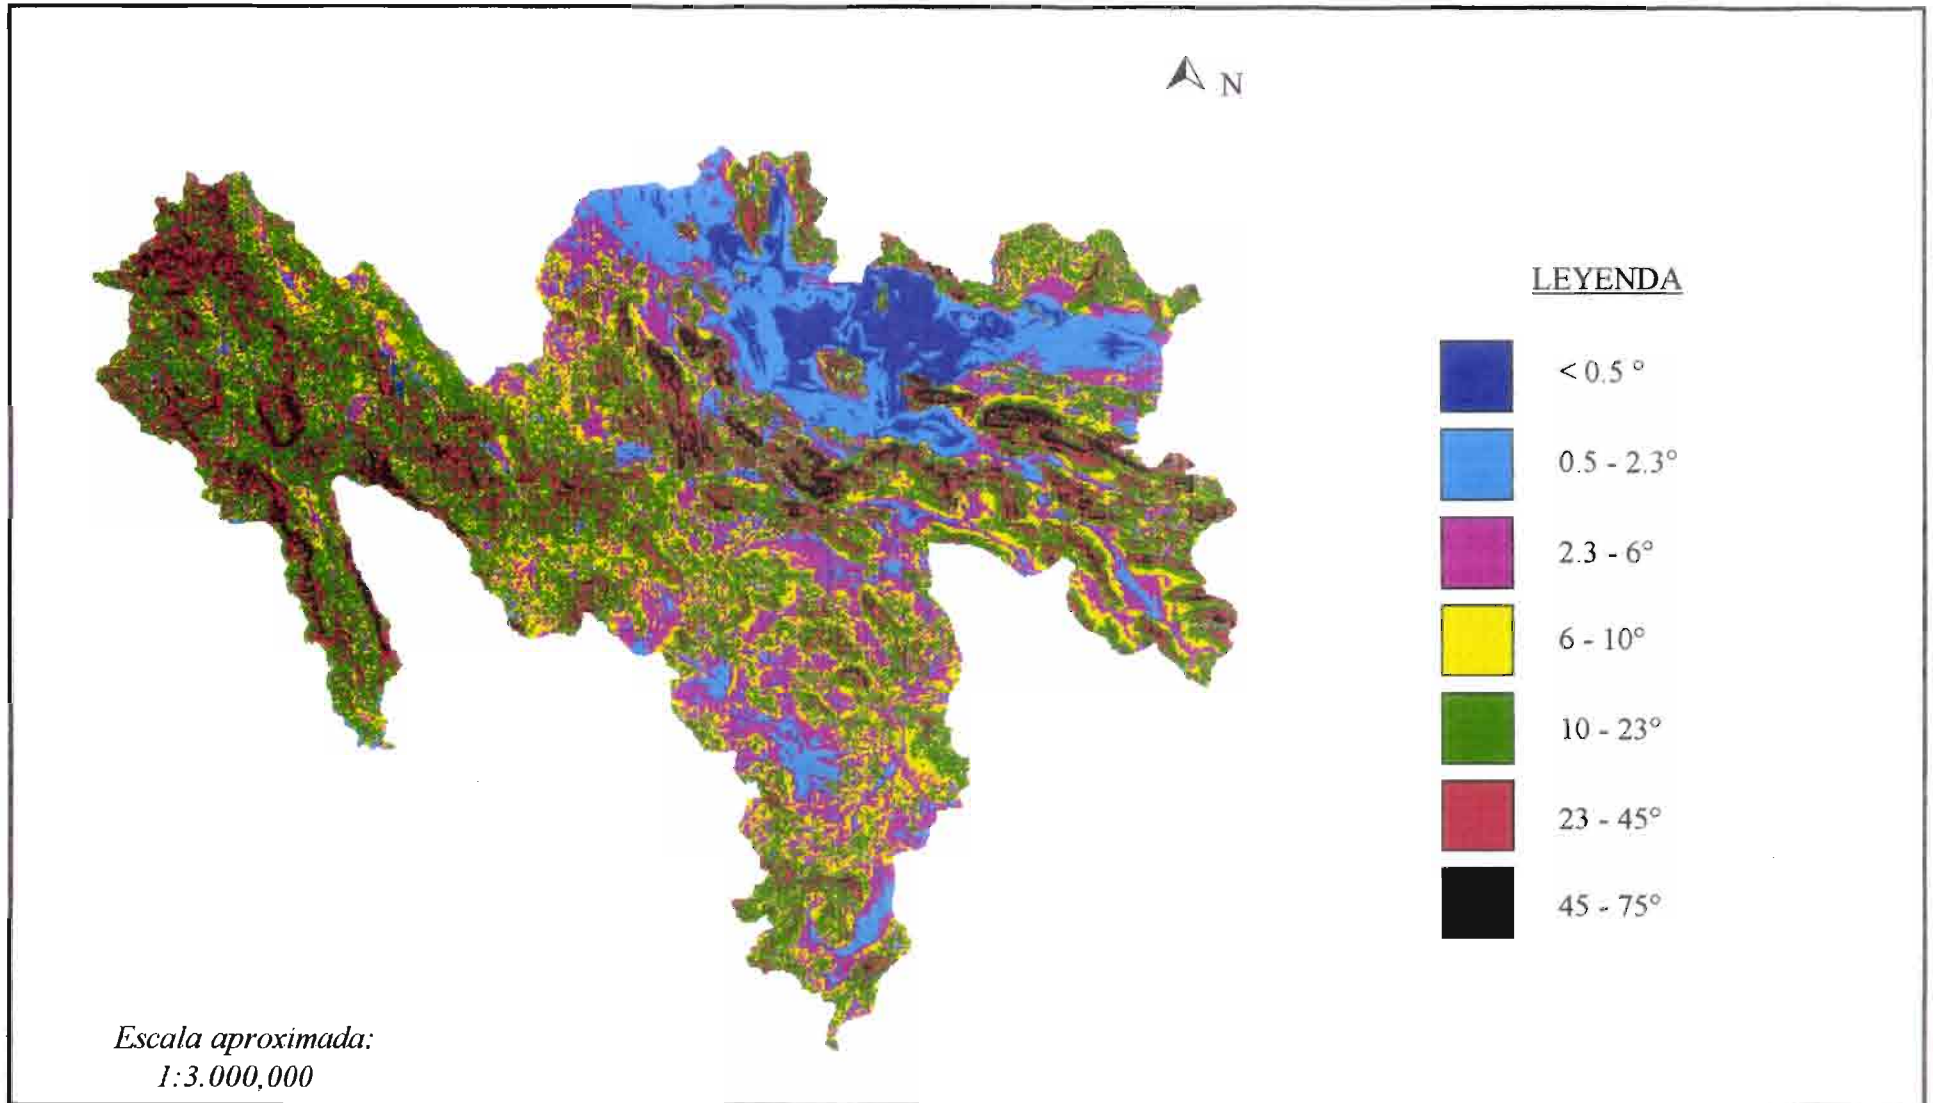 N
LEYENDA
< 0.5 °
0.5 - 2.3°
2.3 - 6°
6 - 10°
10 - 23°
23 - 45°
45 - 75°
Escala aproximada:
1:3.000,000